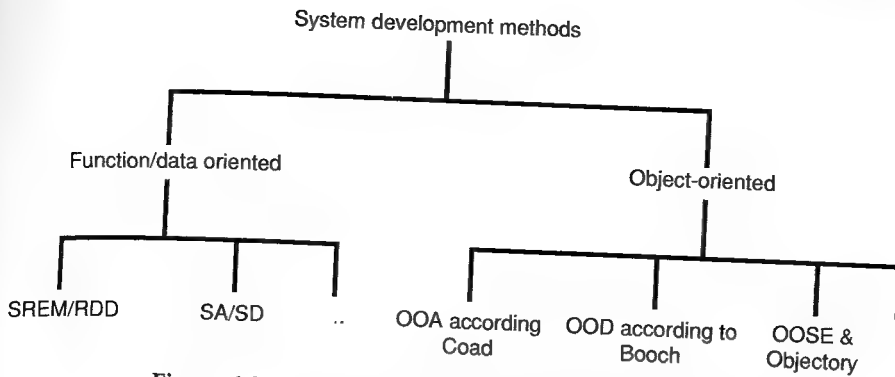 System development methods
Function/data oriented
Object-oriented
SREM/RDD
SA/SD
..
OOA according
Coad
OOD according to
Booch
OOSE &
Objectory